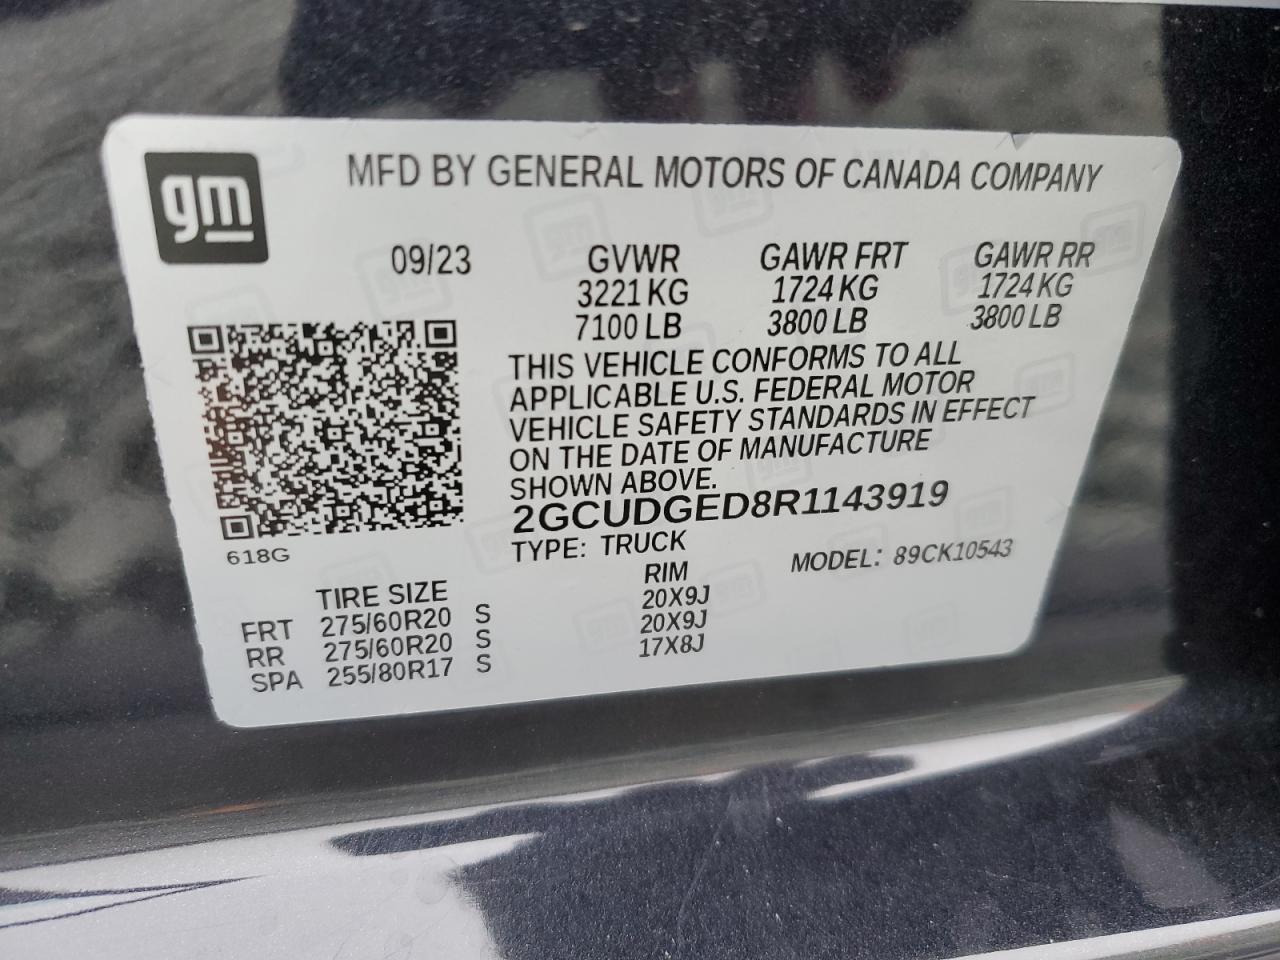 gm
MFD BY GENERAL MOTORS OF CANADA COMPANY
09/23 GVWR GAWR FRT GAWR RR
3221 KG 1724 KG 1724 KG
7100 LB 3800 LB 3800 LB
THIS VEHICLE CONFORMS TO ALL
APPLICABLE U.S. FEDERAL MOTOR
VEHICLE SAFETY STANDARDS IN EFFECT
ON THE DATE OF MANUFACTURE
SHOWN ABOVE.
2GCUDGED8R1143919
618G
TYPE: TRUCK MODEL: 89CK10543
TIRE SIZE RIM
FRT 275/60R20 S 20X9J
RR 275/60R20 S 20X9J
SPA 255/80R17 S 17X8J